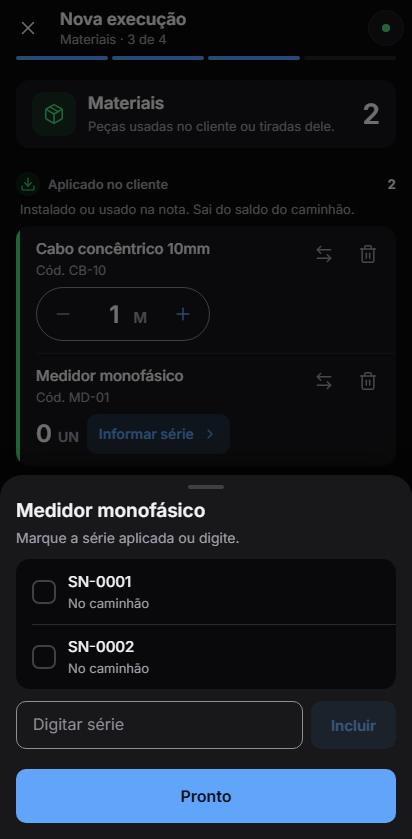 Nova execução
Materiais · 3 de 4
Materiais
Peças usadas no cliente ou tiradas dele.
2
Aplicado no cliente
2
Instalado ou usado na nota. Sai do saldo do caminhão.
Cabo concêntrico 10mm
Cód. CB-10
1 M
Medidor monofásico
Cód. MD-01
0 UN
Informar série
Medidor monofásico
Marque a série aplicada ou digite.
SN-0001
No caminhão
SN-0002
No caminhão
Digitar série
Incluir
Pronto